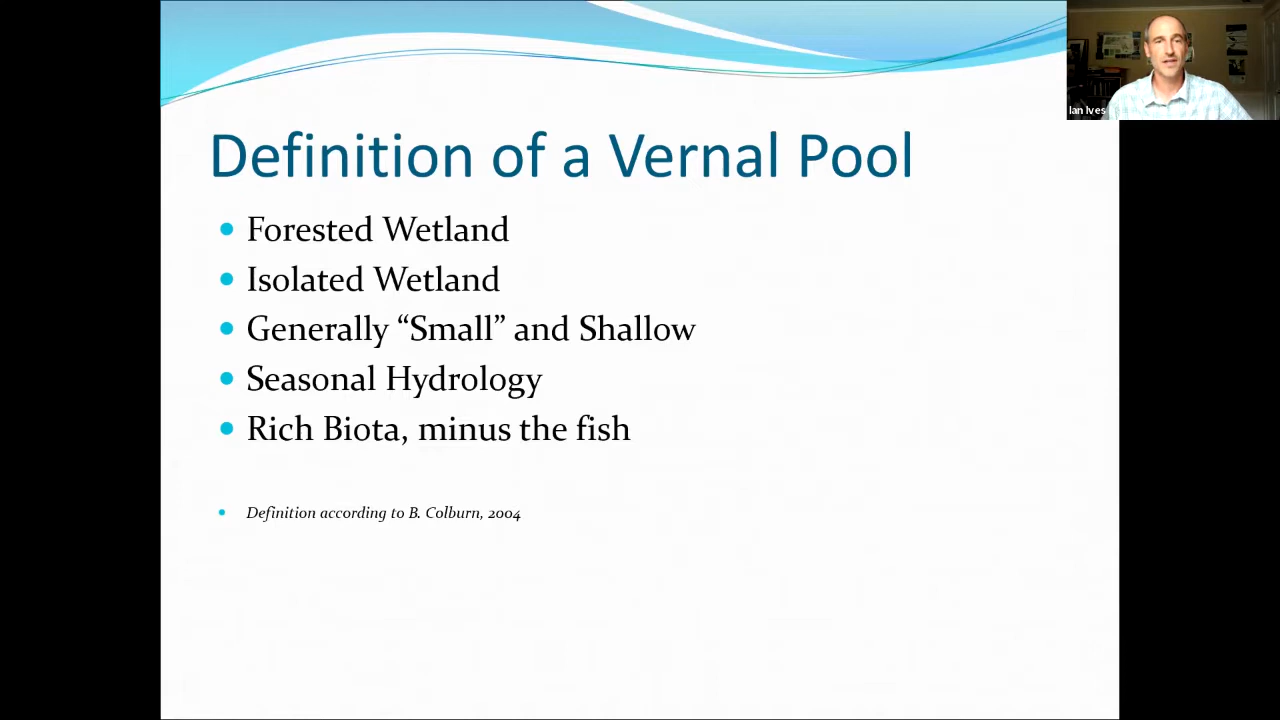 Ian Ives
Definition of a Vernal Pool
• Forested Wetland
• Isolated Wetland
• Generally “Small” and Shallow
• Seasonal Hydrology
• Rich Biota, minus the fish
• Definition according to B. Colburn, 2004